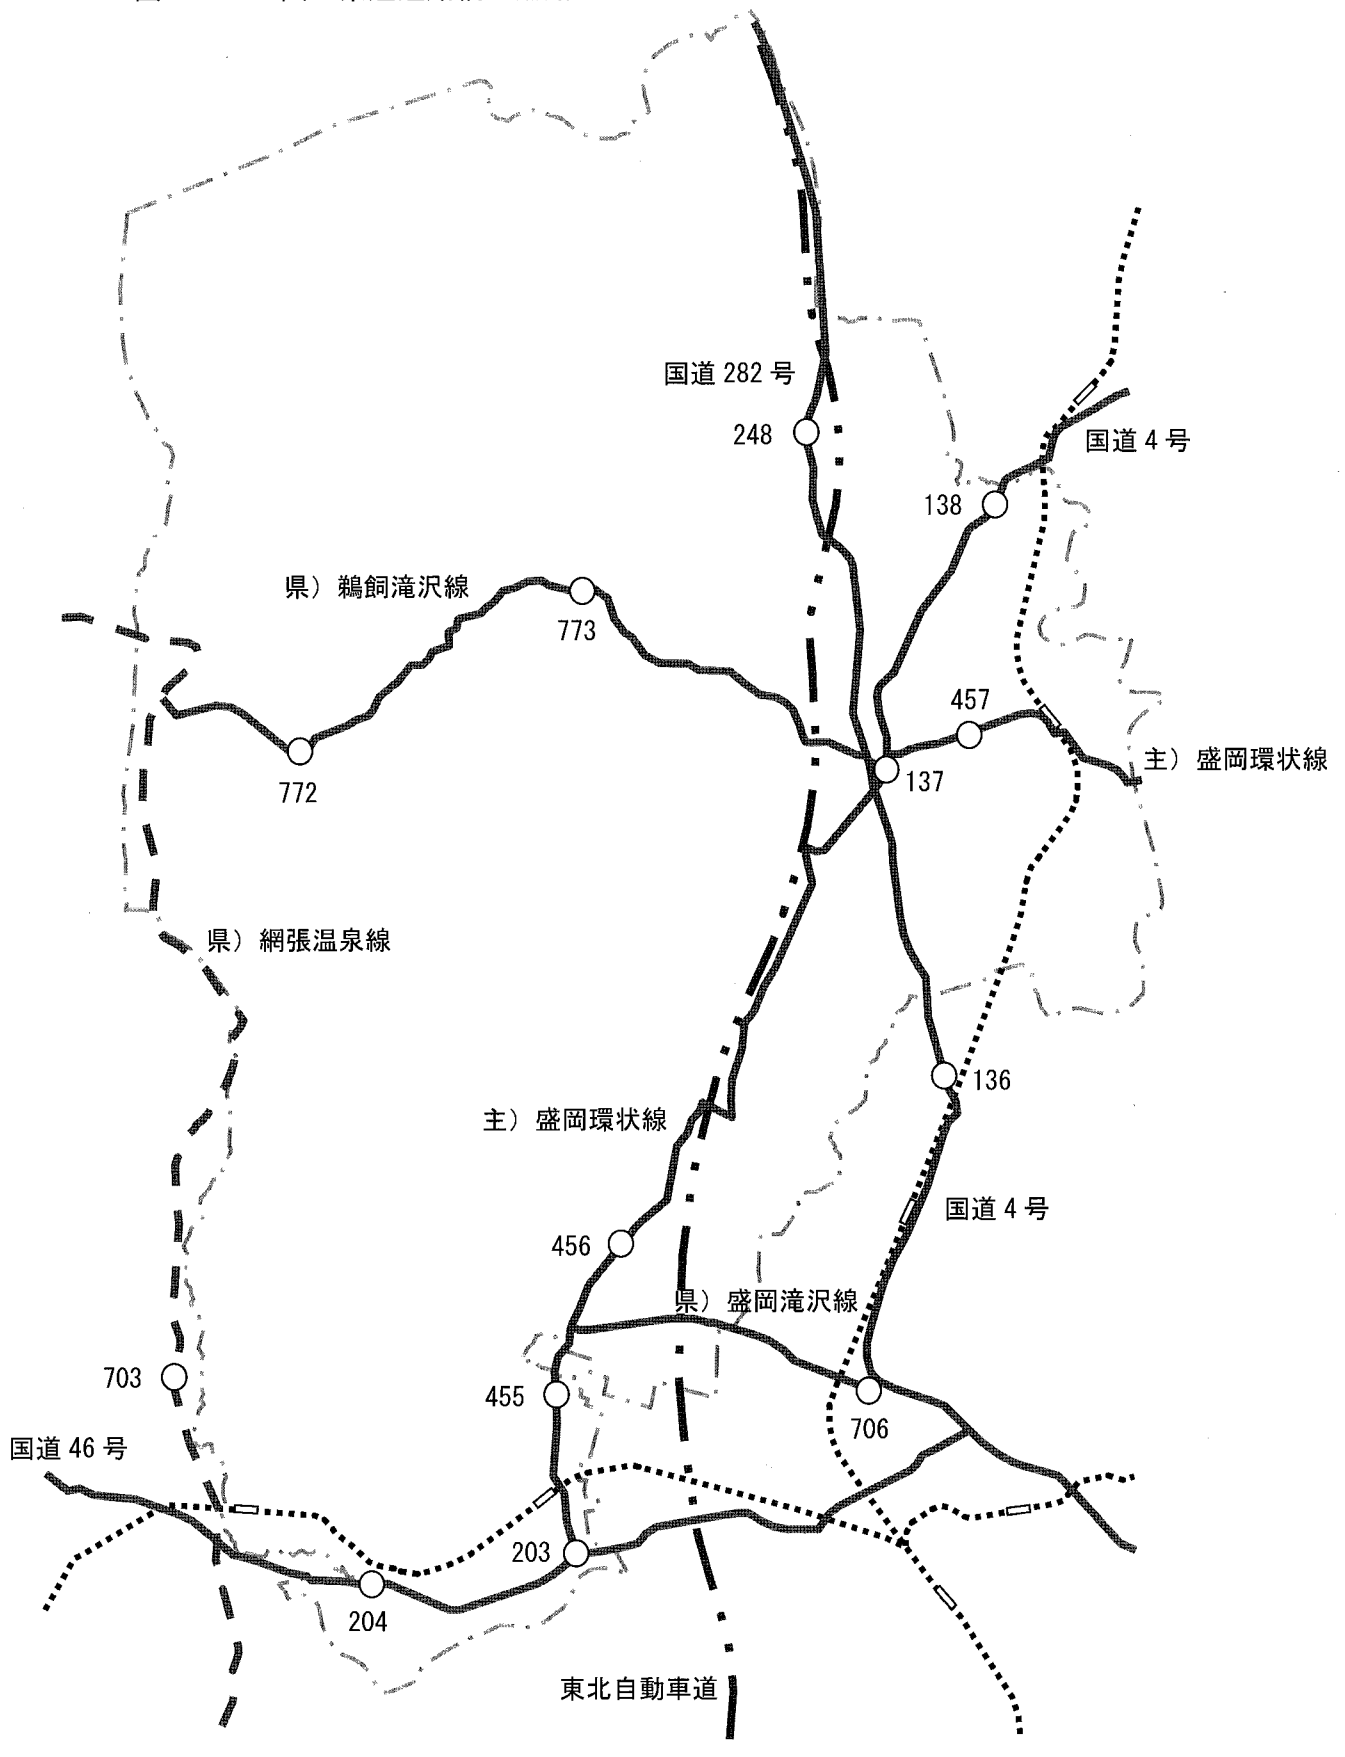 国道 282 号
248
国道 4 号
138
県）鵜飼滝沢線
773
457
772
137
主）盛岡環状線
県）網張温泉線
136
主）盛岡環状線
国道 4 号
456
県）盛岡滝沢線
703
455
706
国道 46 号
203
204
東北自動車道